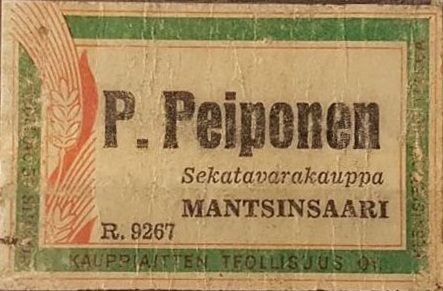 P. Peiponen
Sekatavarakauppa
MANTSINSAARI
R. 9267
KAUPPIAITTEN TEOLLISUUS OY.